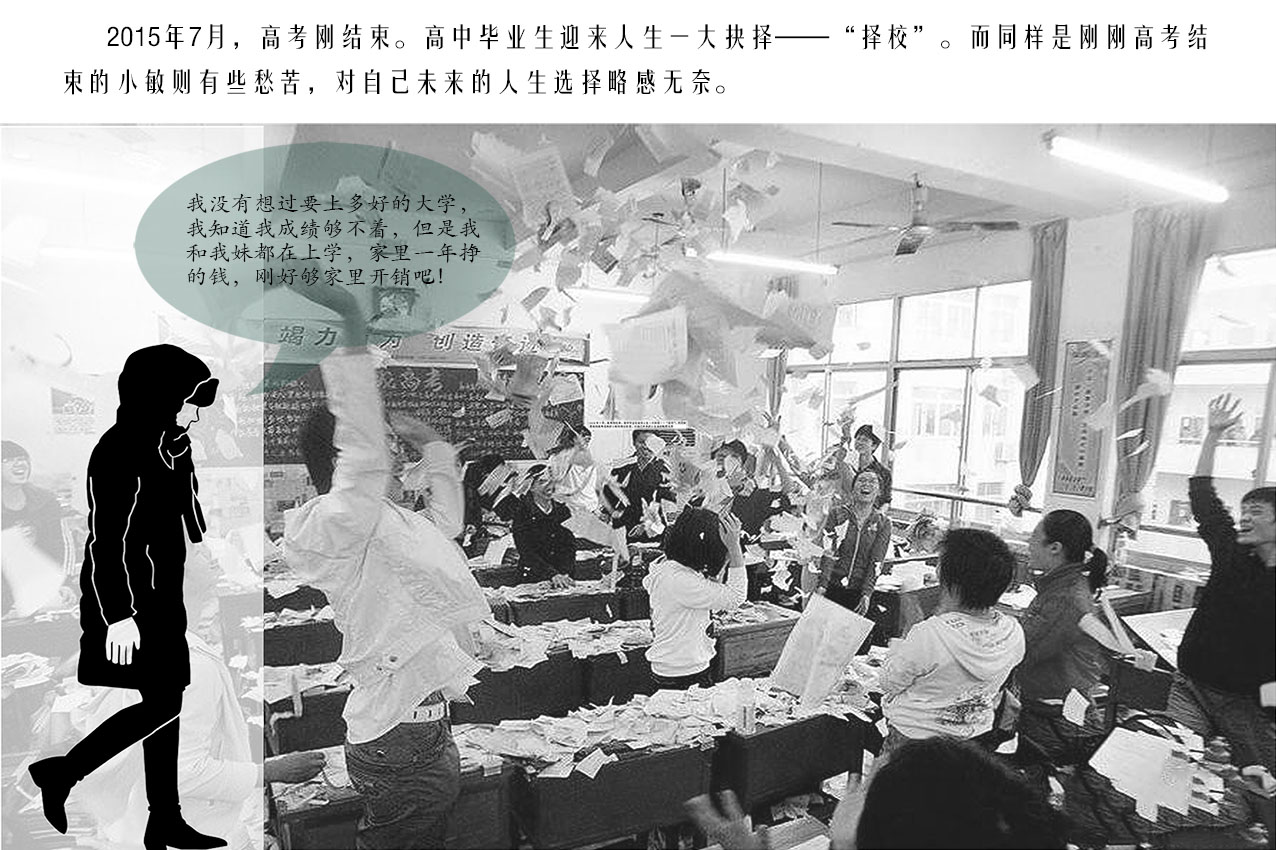 2015年7月，高考刚结束。高中毕业生迎来人生一大抉择——“择校”。而同样是刚刚高考结
束的小敏则有些愁苦，对自己未来的人生选择略感无奈。
我没有想过要上多好的大学，
我知道我成绩够不着，但是我
和我妹都在上学，家里一年挣
的钱，刚好够家里开销吧！
竭力 为 创造
高考